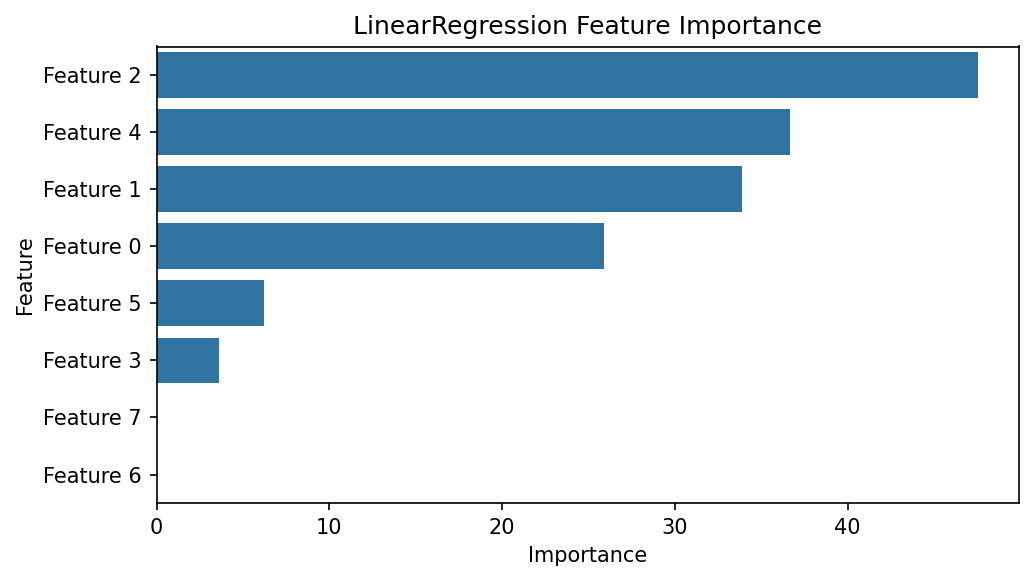 LinearRegression Feature Importance
Feature
Feature 2
Feature 4
Feature 1
Feature 0
Feature 5
Feature 3
Feature 7
Feature 6
0 10 20 30 40
Importance